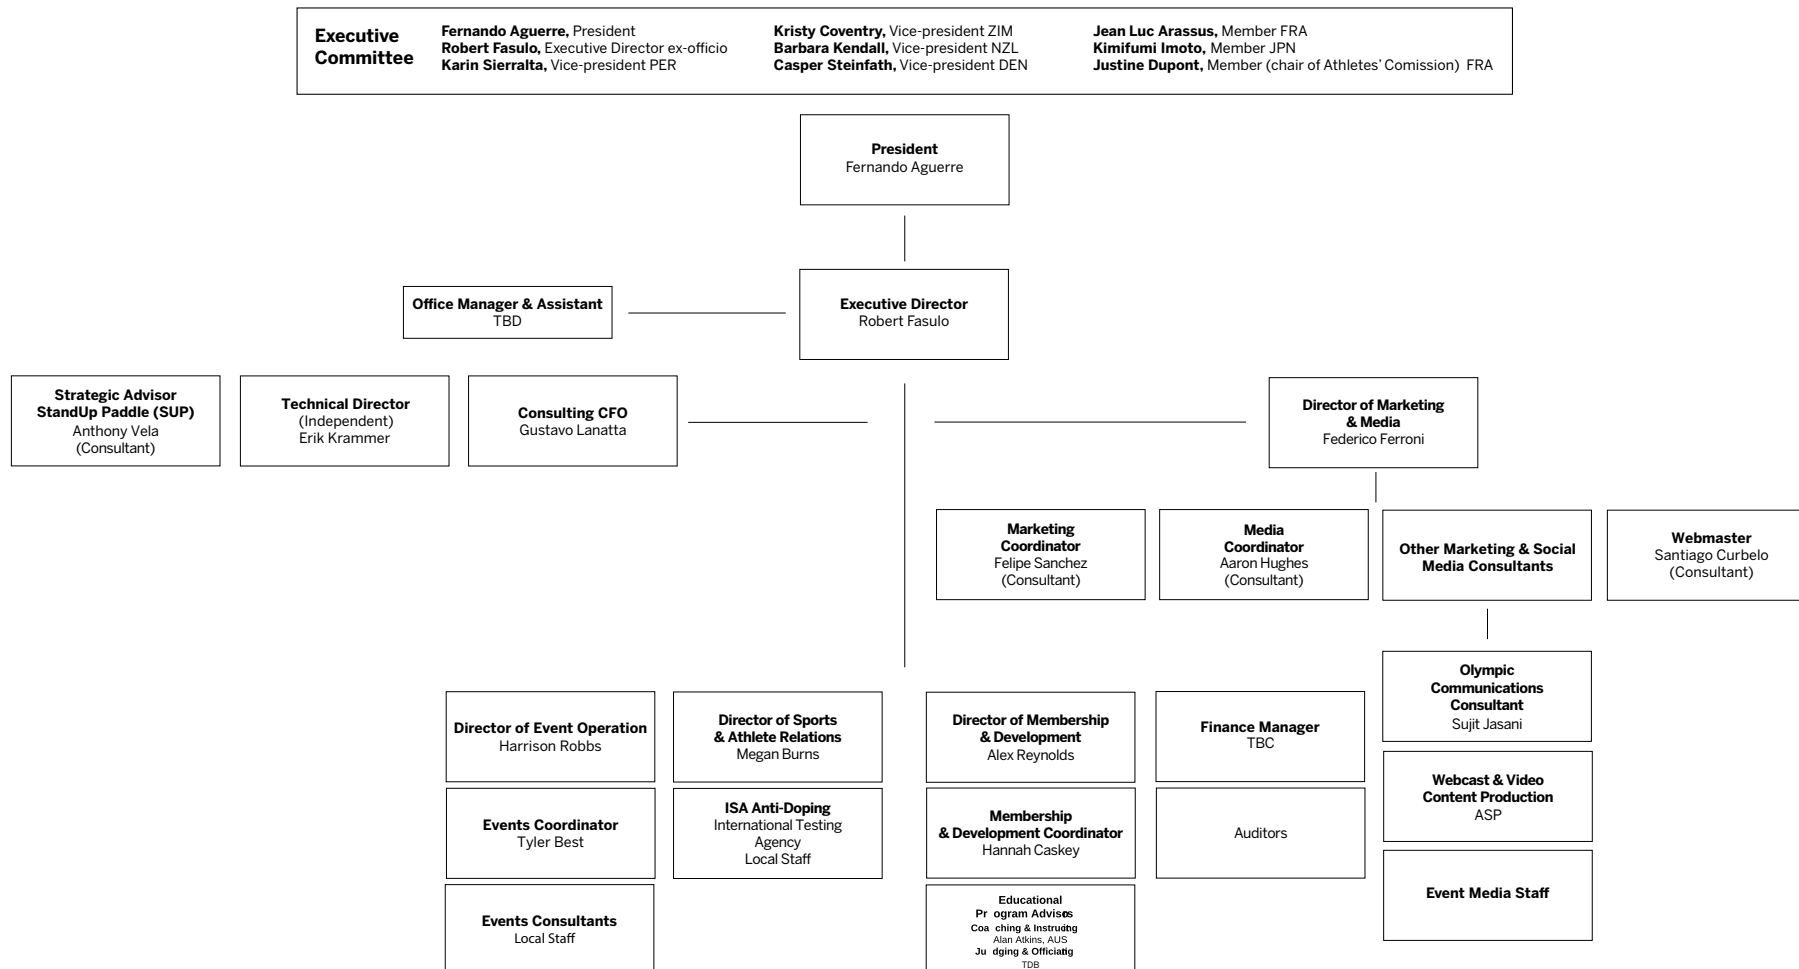 Executive
Committee
Fernando Aguerre, President
Robert Fasulo, Executive Director ex-officio
Karin Sierralta, Vice-president PER
Kristy Coventry, Vice-president ZIM
Barbara Kendall, Vice-president NZL
Casper Steinfath, Vice-president DEN
Jean Luc Arassus, Member FRA
Kimifumi Imoto, Member JPN
Justine Dupont, Member (chair of Athletes' Comission) FRA
President
Fernando Aguerre
Office Manager & Assistant
TBD
Executive Director
Robert Fasulo
Strategic Advisor
StandUp Paddle (SUP)
Anthony Vela
(Consultant)
Technical Director
(Independent)
Erik Krammer
Consulting CFO
Gustavo Lanatta
Director of Marketing
& Media
Federico Ferroni
Marketing
Coordinator
Felipe Sanchez
(Consultant)
Media
Coordinator
Aaron Hughes
(Consultant)
Other Marketing & Social
Media Consultants
Webmaster
Santiago Curbelo
(Consultant)
Olympic
Communications
Consultant
Sujit Jasani
Director of Event Operation
Harrison Robbs
Director of Sports
& Athlete Relations
Megan Burns
Director of Membership
& Development
Alex Reynolds
Finance Manager
TBC
Webcast & Video
Content Production
ASP
Events Coordinator
Tyler Best
ISA Anti-Doping
International Testing
Agency
Local Staff
Membership
& Development Coordinator
Hannah Caskey
Auditors
Event Media Staff
Events Consultants
Local Staff
Educational
Program Advisors
Coaching & Instructing
Alan Atkins, AUS
Judging & Officiating
TDB